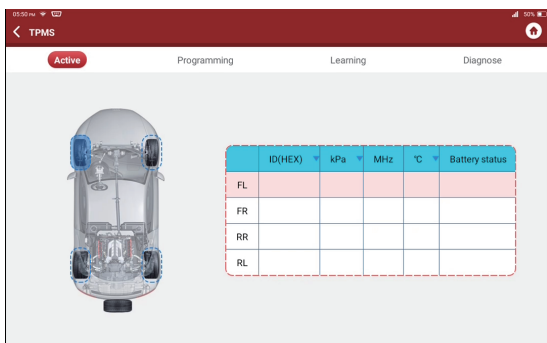 05:50 PM
50%
TPMS
Active Programming Learning Diagnose
ID(HEX) kPa MHz °C Battery status
FL
FR
RR
RL